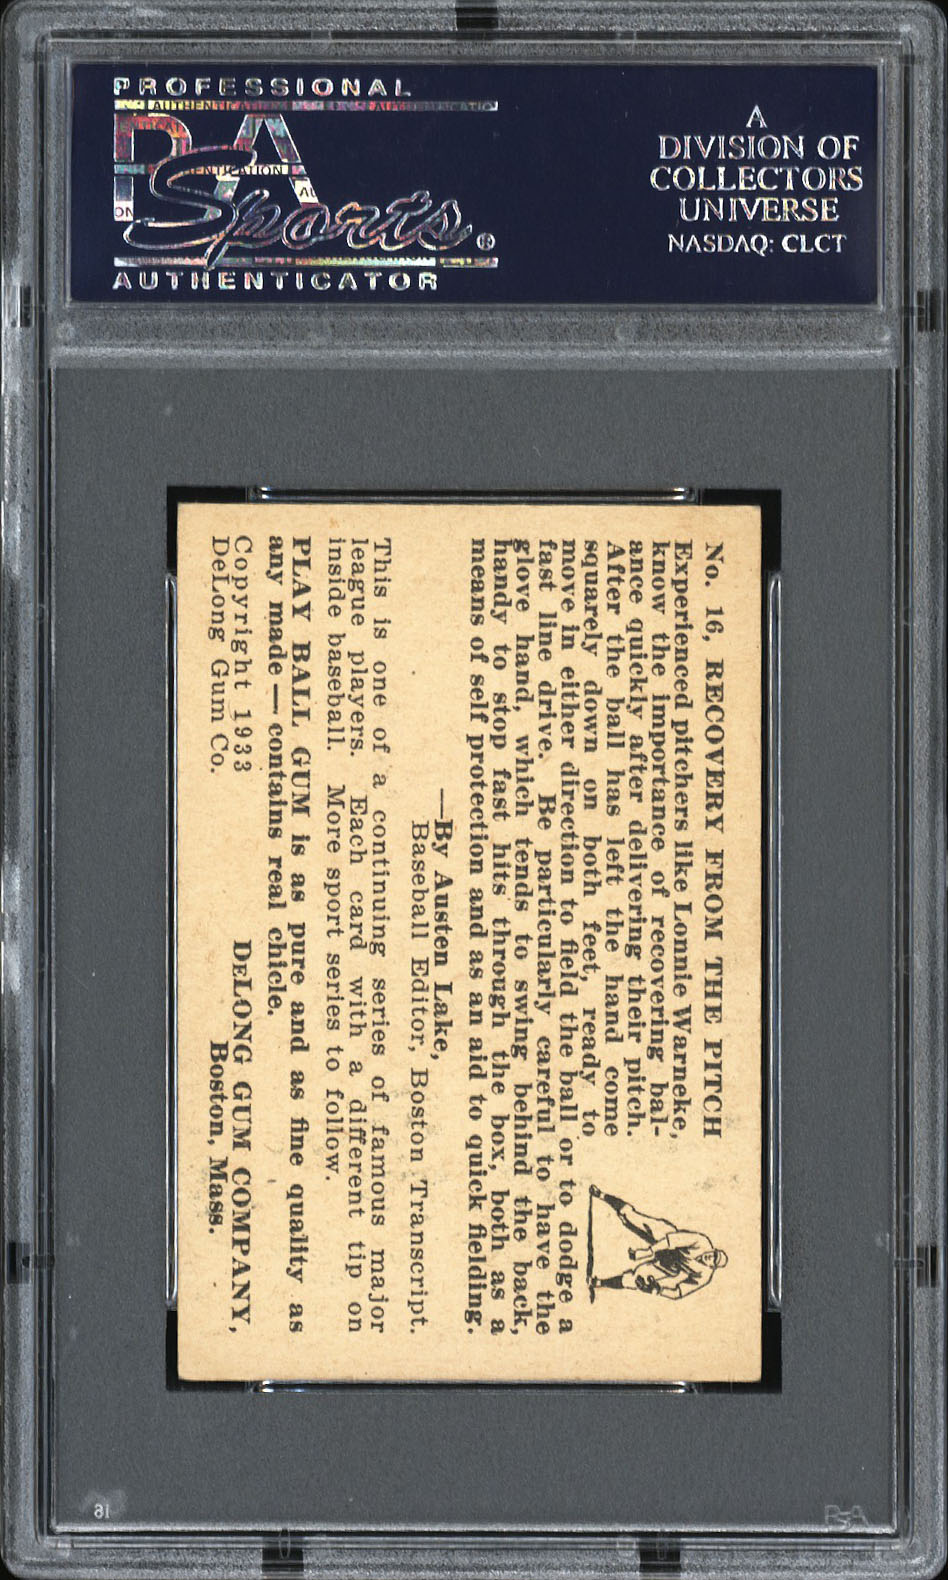 PROFESSIONAL
PSA
Sports®
AUTHENTICATOR
A
DIVISION OF
COLLECTORS
UNIVERSE
NASDAQ: CLCT
No. 16, RECOVERY FROM THE PITCH
Experienced pitchers like Lonnie Warneke,
know the importance of recovering bal-
ance quickly after delivering their pitch.
After the ball has left the hand come
squarely down on both feet, ready to
move in either direction to field the ball or to dodge a
fast line drive. Be particularly careful to have the
glove hand, which tends to swing behind the back,
handy to stop fast hits through the box, both as a
means of self protection and as an aid to quick fielding.
—By Austen Lake,
Baseball Editor, Boston Transcript.
This is one of a continuing series of famous major
league players. Each card with a different tip on
inside baseball. More sport series to follow.
PLAY BALL GUM is as pure and as fine quality as
any made — contains real chicle.
Copyright 1933
DeLong Gum Co.
DeLONG GUM COMPANY,
Boston, Mass.
PSA